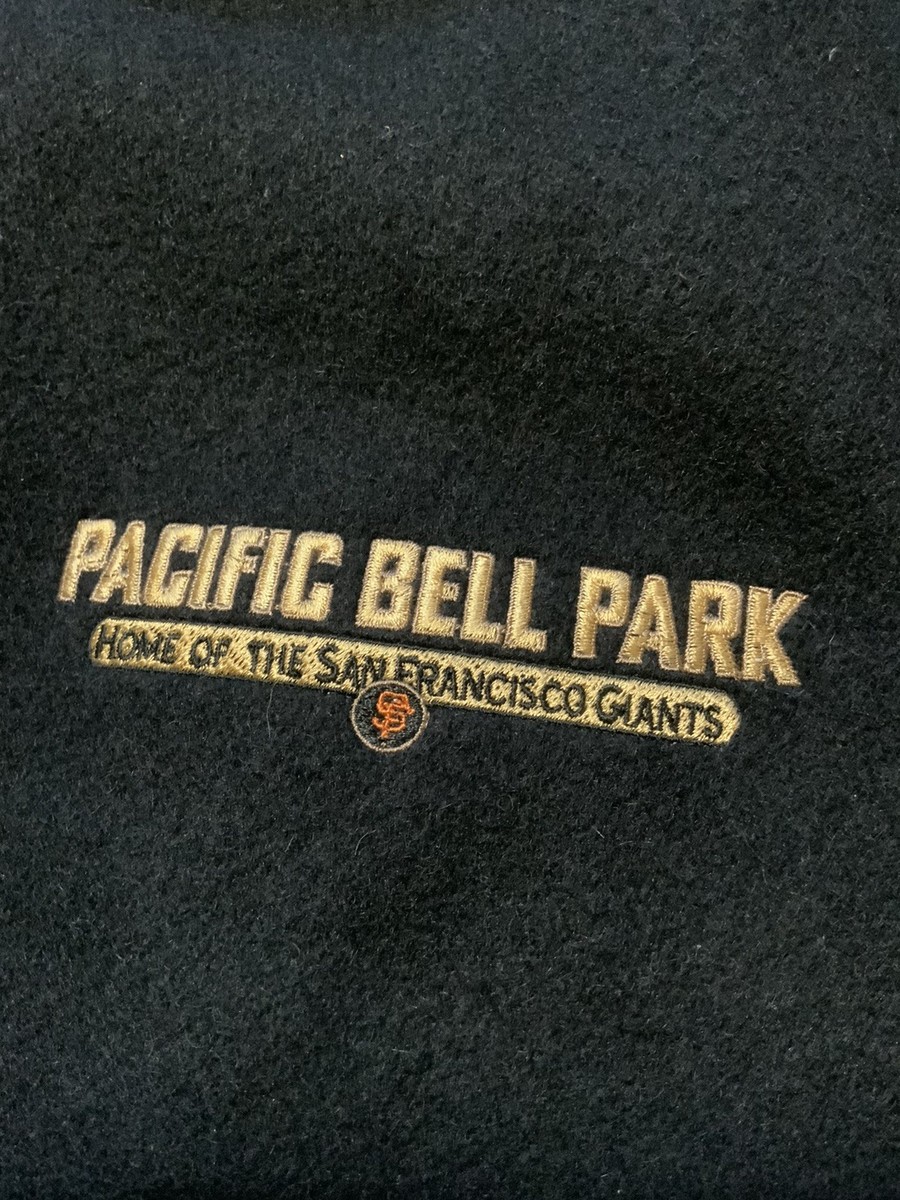 PACIFIC BELL PARK
HOME OF THE SAN FRANCISCO GIANTS
SF